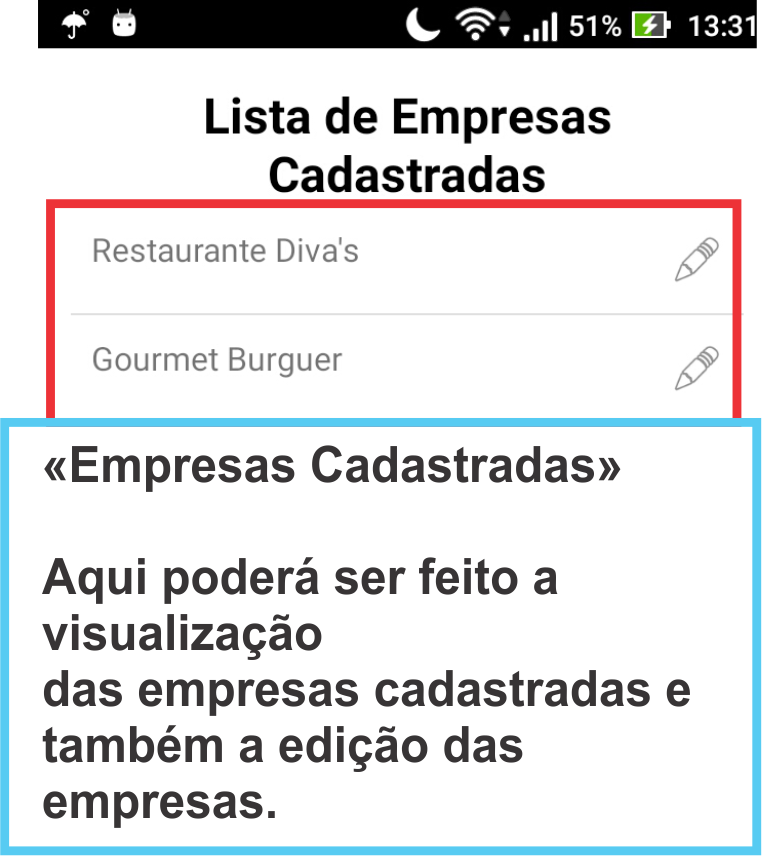 51% 13:31
Lista de Empresas
Cadastradas
Restaurante Diva's
Gourmet Burguer
«Empresas Cadastradas»
Aqui poderá ser feito a
visualização
das empresas cadastradas e
também a edição das
empresas.